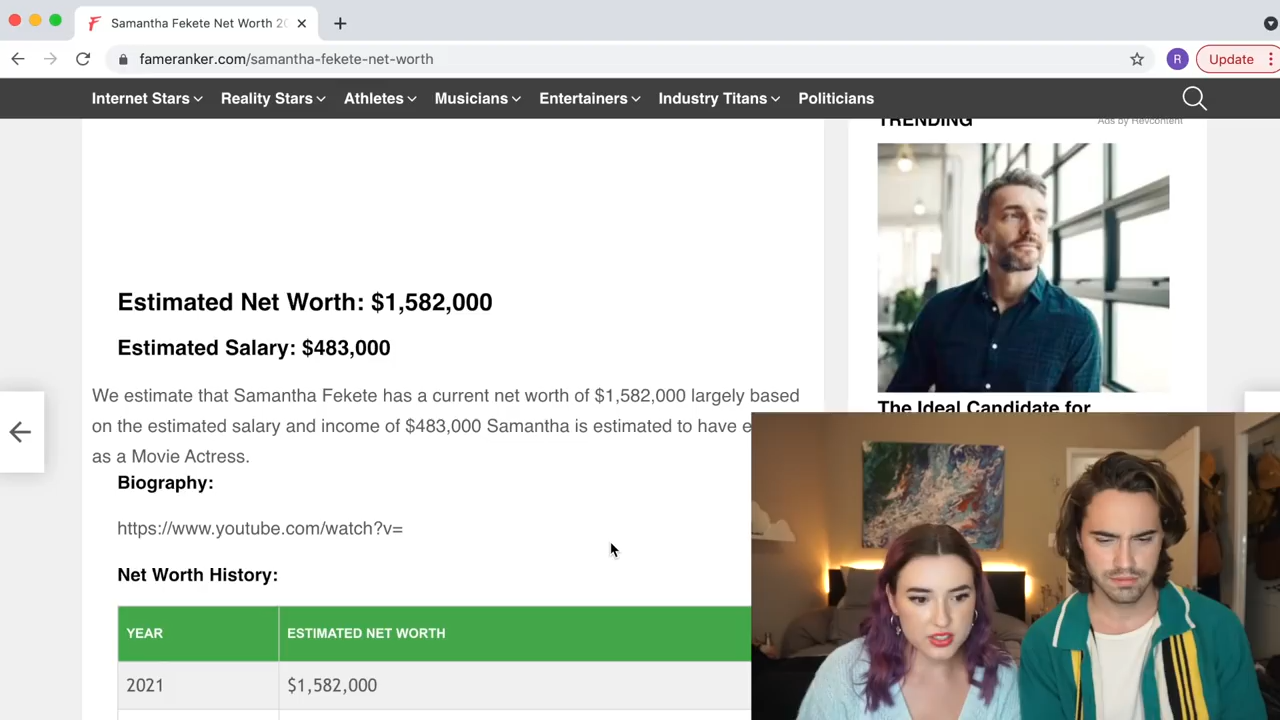 Samantha Fekete Net Worth 20
fameranker.com/samantha-fekete-net-worth
R
Update
Internet Stars
Reality Stars
Athletes
Musicians
Entertainers
Industry Titans
Politicians
TRENDING
Ads by Revcontent
Estimated Net Worth: $1,582,000
Estimated Salary: $483,000
We estimate that Samantha Fekete has a current net worth of $1,582,000 largely based
on the estimated salary and income of $483,000 Samantha is estimated to have e
as a Movie Actress.
Biography:
https://www.youtube.com/watch?v=
Net Worth History:
YEAR ESTIMATED NET WORTH
2021 $1,582,000
The Ideal Candidate for